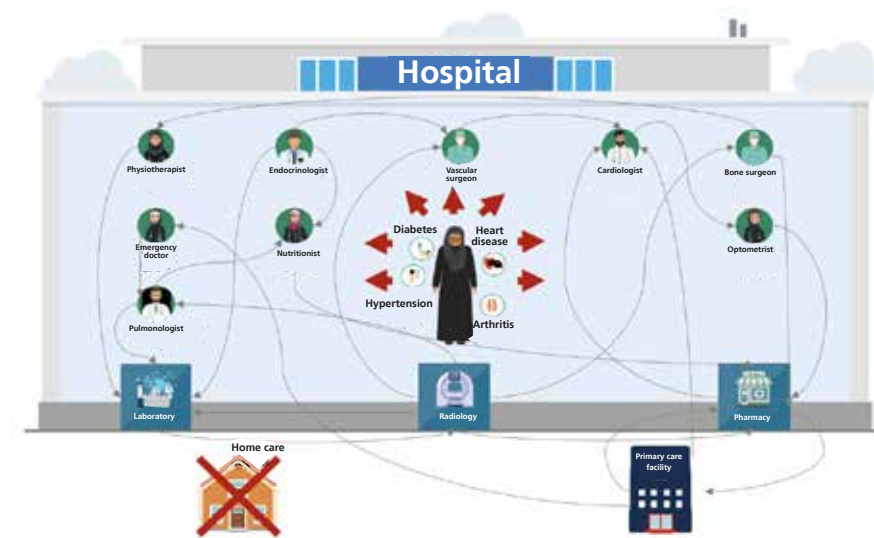 Hospital
Physiotherapist
Endocrinologist
Vascular
surgeon
Cardiologist
Bone surgeon
Emergency
doctor
Nutritionist
Diabetes
Heart
disease
Optometrist
Hypertension
Arthritis
Pulmonologist
Laboratory
Radiology
Pharmacy
Home care
Primary care
facility